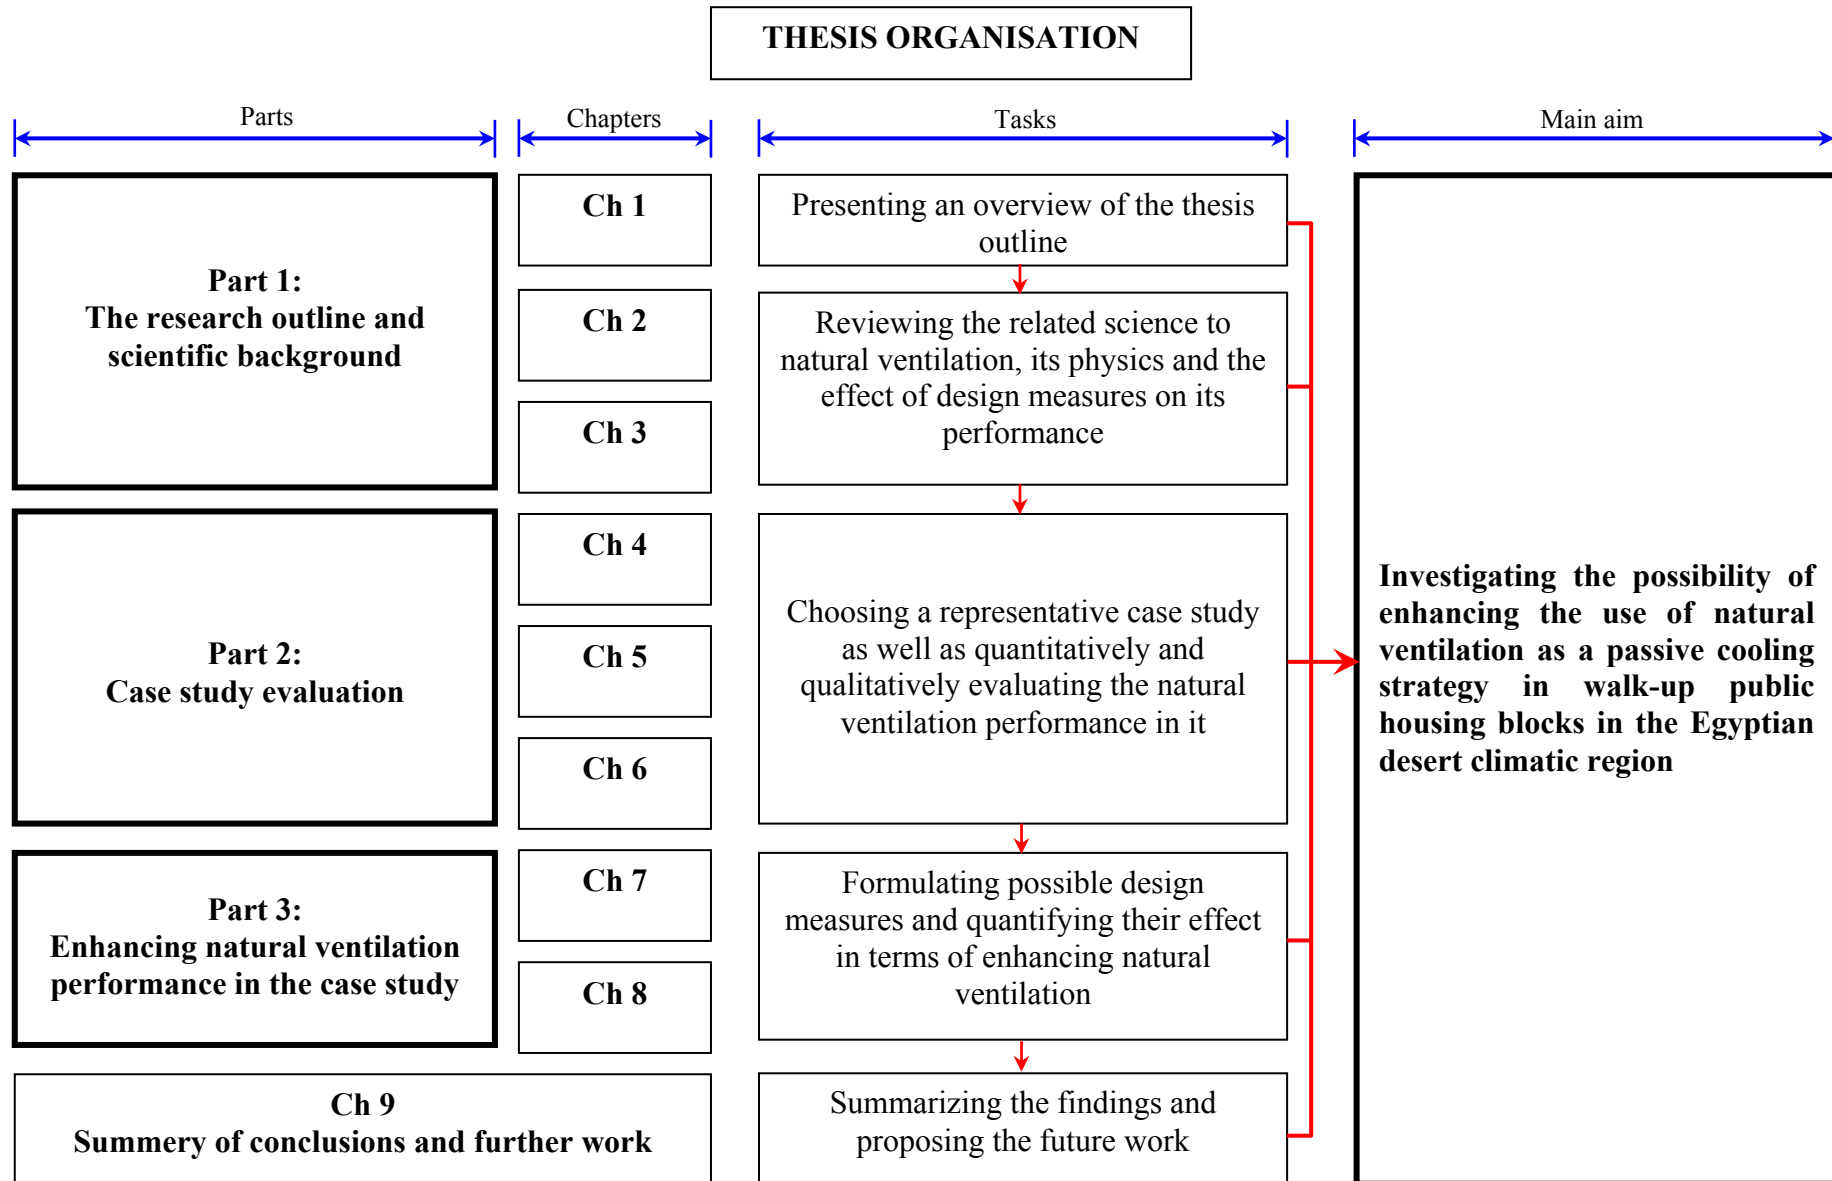 THESIS ORGANISATION
Parts
Chapters
Tasks
Main aim
Part 1:
The research outline and
scientific background
Ch 1
Ch 2
Ch 3
Presenting an overview of the thesis
outline
Reviewing the related science to
natural ventilation, its physics and the
effect of design measures on its
performance
Part 2:
Case study evaluation
Ch 4
Ch 5
Ch 6
Choosing a representative case study
as well as quantitatively and
qualitatively evaluating the natural
ventilation performance in it
Part 3:
Enhancing natural ventilation
performance in the case study
Ch 7
Ch 8
Formulating possible design
measures and quantifying their effect
in terms of enhancing natural
ventilation
Ch 9
Summery of conclusions and further work
Summarizing the findings and
proposing the future work
Investigating the possibility of
enhancing the use of natural
ventilation as a passive cooling
strategy in walk-up public
housing blocks in the Egyptian
desert climatic region